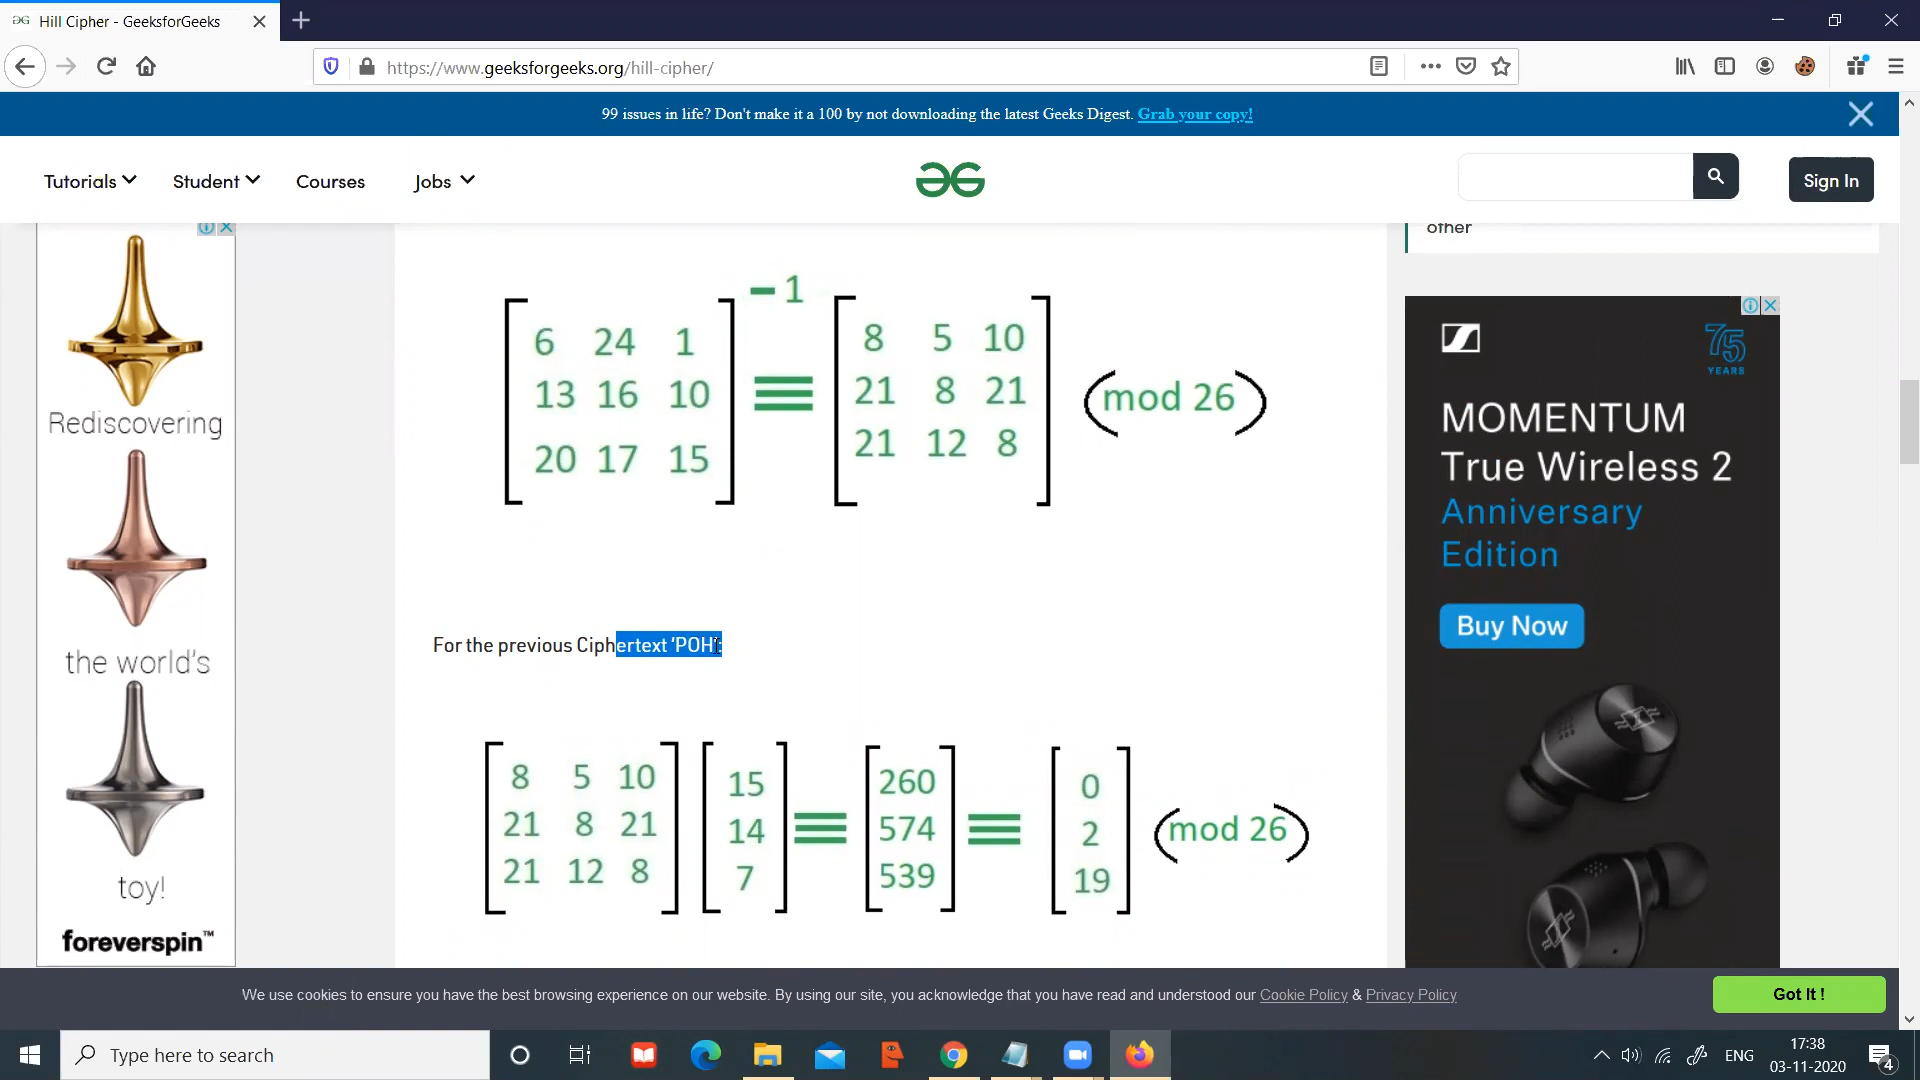 Hill Cipher - GeeksforGeeks
https://www.geeksforgeeks.org/hill-cipher/
99 issues in life? Don't make it a 100 by not downloading the latest Geeks Digest. Grab your copy!
Tutorials Student Courses Jobs
Sign In
other
6 24 1
13 16 10
20 17 15
- 1
8 5 10
21 8 21
21 12 8
(mod 26)
For the previous Ciphertext 'POH':
8 5 10
21 8 21
21 12 8
15
14
7
260
574
539
0
2
19
(mod 26)
Rediscovering
the world's
toy!
foreverspin™
75
YEARS
MOMENTUM
True Wireless 2
Anniversary
Edition
Buy Now
We use cookies to ensure you have the best browsing experience on our website. By using our site, you acknowledge that you have read and understood our Cookie Policy & Privacy Policy
Got It !
Type here to search
ENG
17:38
03-11-2020
4